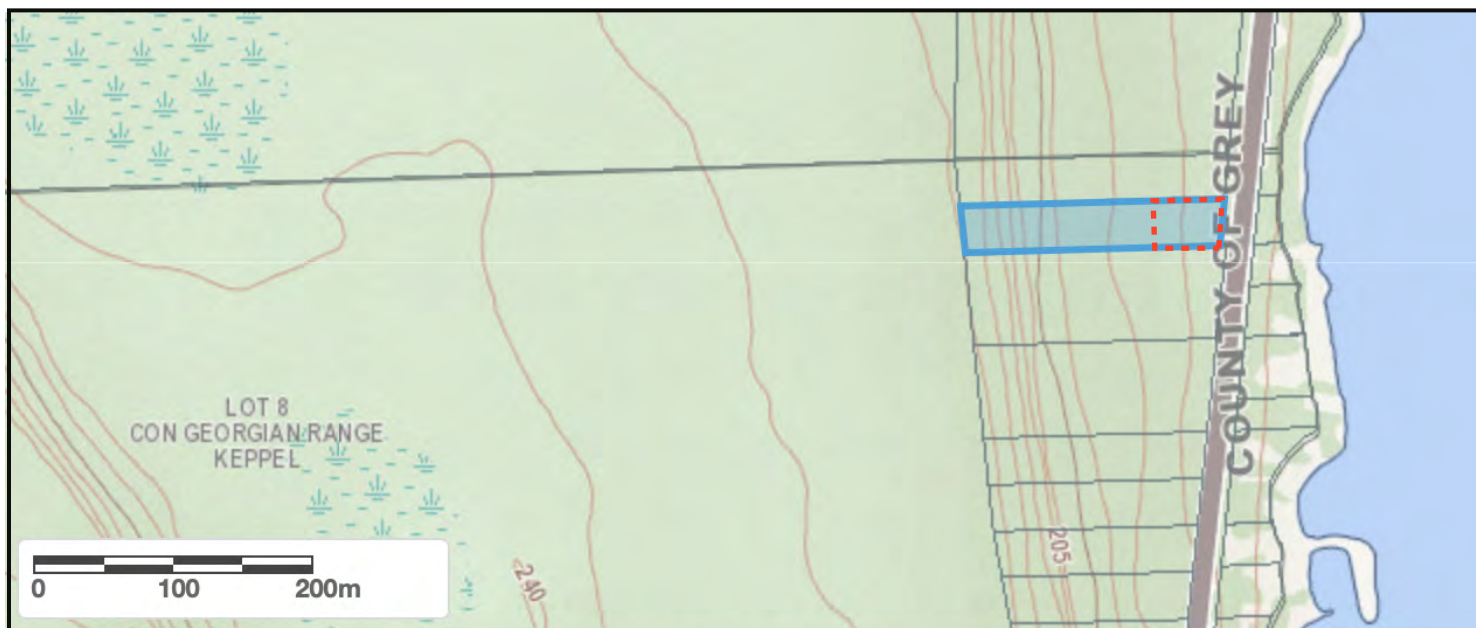 COUNTY OF GREY
LOT 8
CON GEORGIAN RANGE
KEPPEL
205
240
0 100 200m